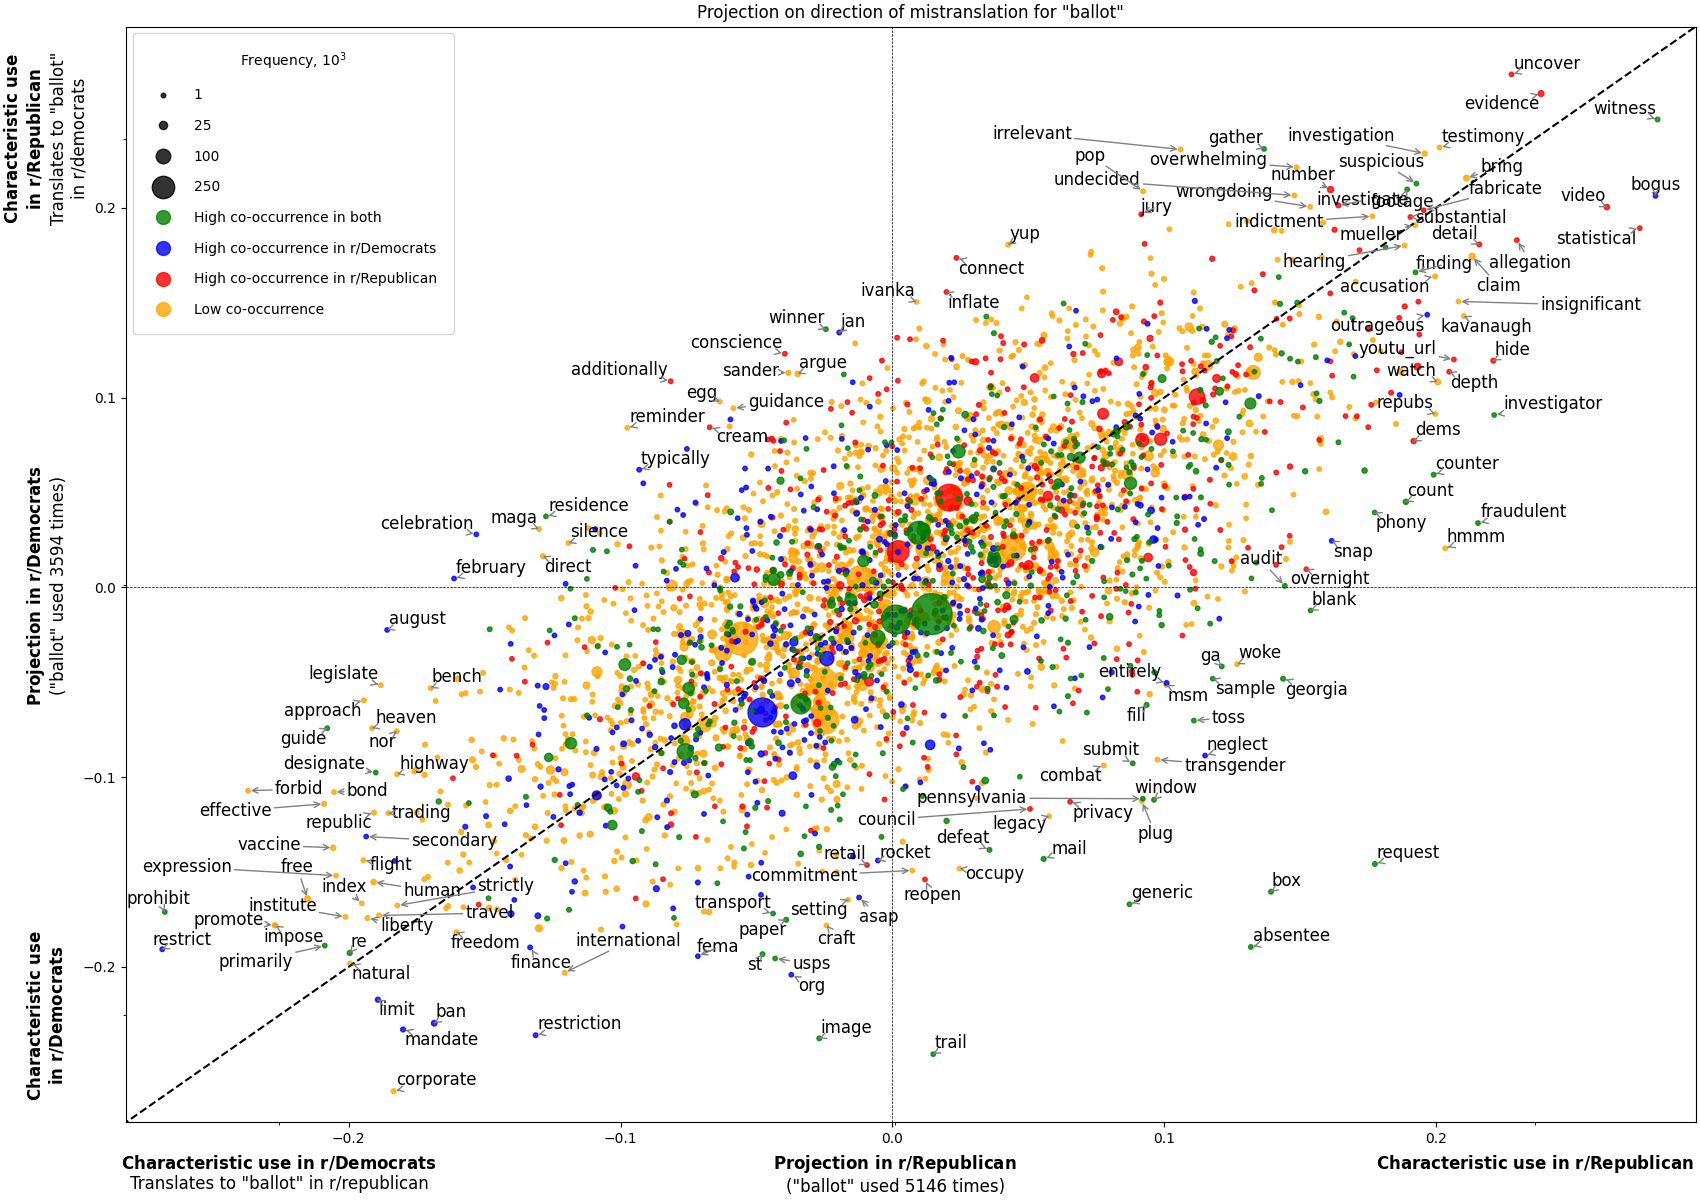 Projection on direction of mistranslation for "ballot"
Characteristic use
in r/Republican
Translates to "ballot"
in r/democrats
Projection in r/Democrats
("ballot" used 3594 times)
Characteristic use
in r/Democrats
Frequency, 10³
1
25
100
250
High co-occurrence in both
High co-occurrence in r/Democrats
High co-occurrence in r/Republican
Low co-occurrence
0.2
0.1
0.0
−0.1
−0.2
uncover
evidence
witness
irrelevant
gather
investigation
testimony
pop
overwhelming
suspicious
bring
undecided
number
wrongdoing
investigate
footage
fabricate
video
bogus
jury
indictment
substantial
yup
mueller
detail
statistical
connect
hearing
finding
allegation
ivanka
inflate
accusation
claim
insignificant
winner
jan
outrageous
kavanaugh
conscience
youtu_url
hide
additionally
sander
argue
watch
depth
egg
guidance
repubs
investigator
reminder
cream
dems
typically
counter
residence
count
celebration
maga
silence
phony
fraudulent
hmmm
february
direct
audit
snap
overnight
blank
august
legislate
bench
entirely
ga
woke
msm
sample
georgia
approach
heaven
fill
toss
guide
nor
designate
highway
submit
neglect
combat
transgender
forbid
bond
pennsylvania
window
effective
republic
trading
council
legacy
privacy
plug
vaccine
secondary
defeat
mail
expression
free
flight
retail
rocket
request
index
human
strictly
commitment
occupy
reopen
box
prohibit
institute
travel
transport
setting
asap
generic
promote
liberty
paper
craft
restrict
impose
re
freedom
international
absentee
primarily
natural
finance
fema
st
usps
org
limit
ban
mandate
restriction
image
trail
corporate
−0.2
−0.1
0.0
0.1
0.2
Characteristic use in r/Democrats
Translates to "ballot" in r/republican
Projection in r/Republican
("ballot" used 5146 times)
Characteristic use in r/Republican